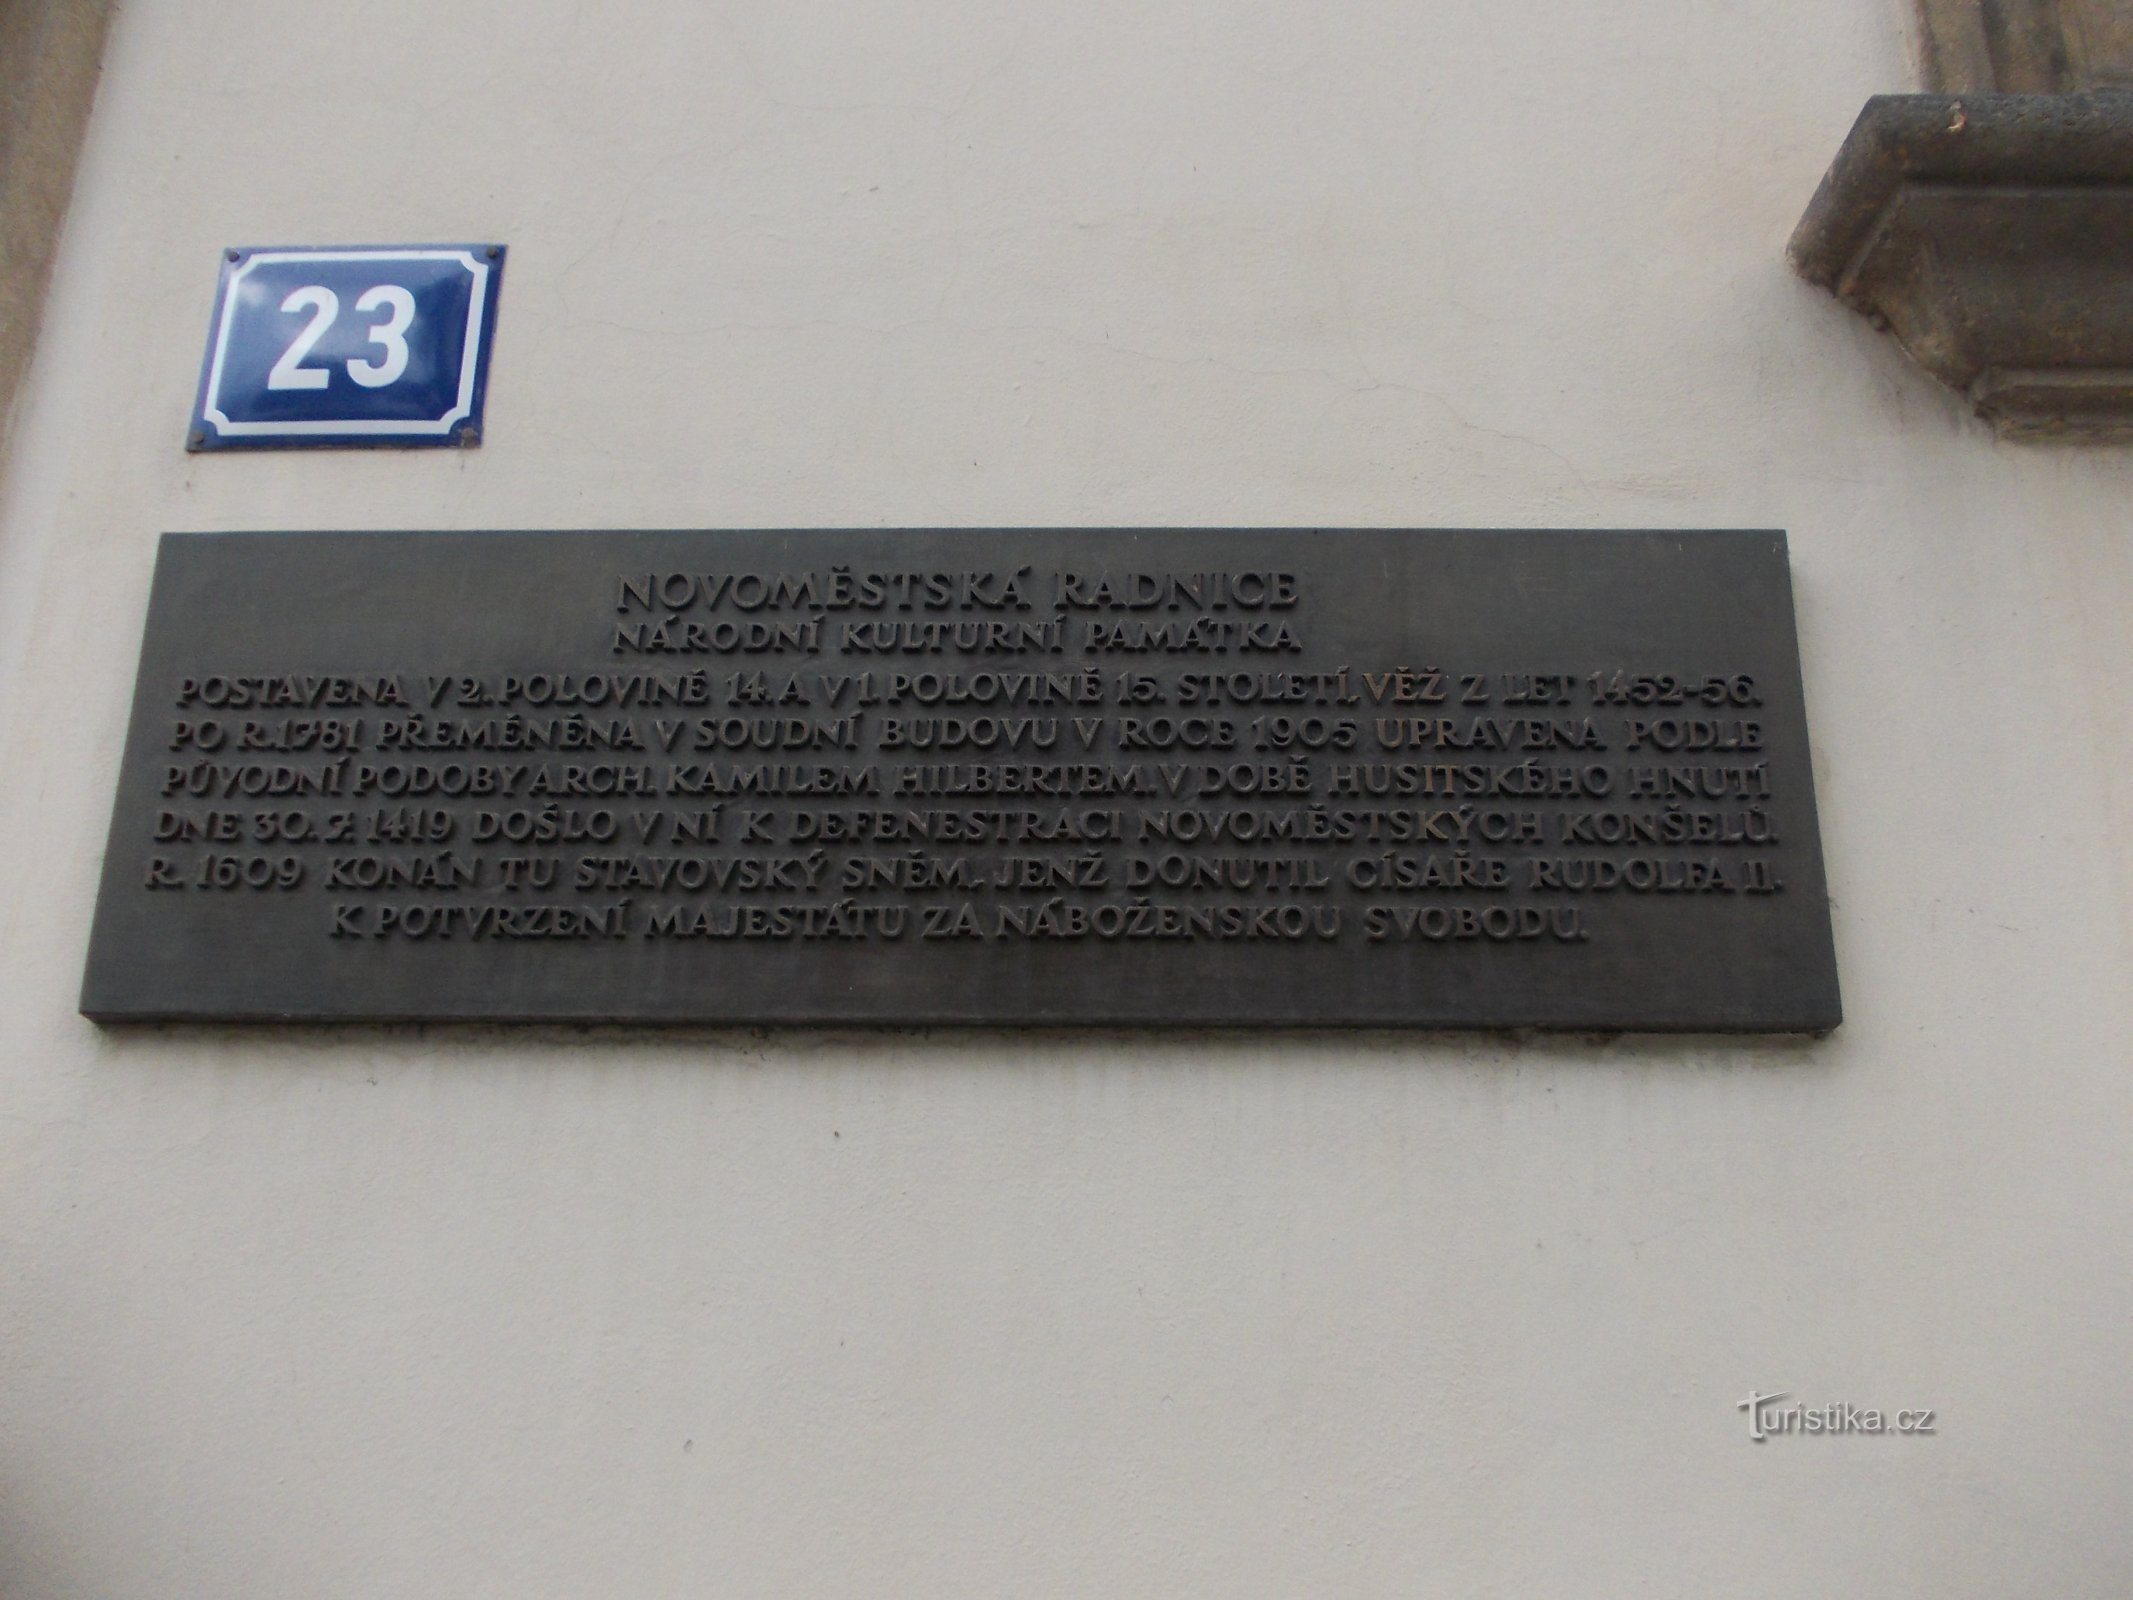 23
NOVOMĚSTSKÁ RADNICE
NÁRODNÍ KULTURNÍ PAMÁTKA
POSTAVENA V 2. POLOVINĚ 14. A V 1. POLOVINĚ 15. STOLETÍ, VĚŽ Z LET 1452-56.
PO R. 1781 PŘEMĚNĚNA V SOUDNÍ BUDOVU V ROCE 1905 UPRAVENA PODLE
PŮVODNÍ PODOBY ARCH. KAMILEM HILBERTEM. V DOBĚ HUSITSKÉHO HNUTÍ
DNE 30. 7. 1419 DOŠLO V NÍ K DEFENESTRACI NOVOMĚSTSKÝCH KONŠELŮ.
R. 1609 KONÁN TU STAVOVSKÝ SNĚM, JENŽ DONUTIL CÍSAŘE RUDOLFA II.
K POTVRZENÍ MAJESTÁTU ZA NÁBOŽENSKOU SVOBODU.
Turistika.cz